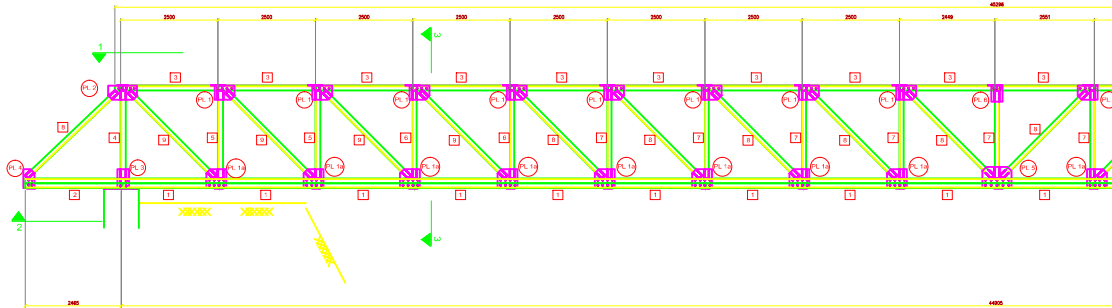 45296
2500 2500 2500 2500 2500 2500 2500 2500 2449 2551
1 3
3 3 3 3 3 3 3 3 3 3
PL 2 PL 1 PL 1 PL 1 PL 1 PL 1 PL 1 PL 1 PL 1 PL 6
6 4 9 5 9 5 9 6 9 8 7 8 7 8 7 8 7 8 7 8 7
PL 4 PL 3 PL 1a PL 1a PL 1a PL 1a PL 1a PL 1a PL 1a PL 1a PL 5 PL 1a
2 1 1 1 1 1 1 1 1 1 1
2 3
2465 44905